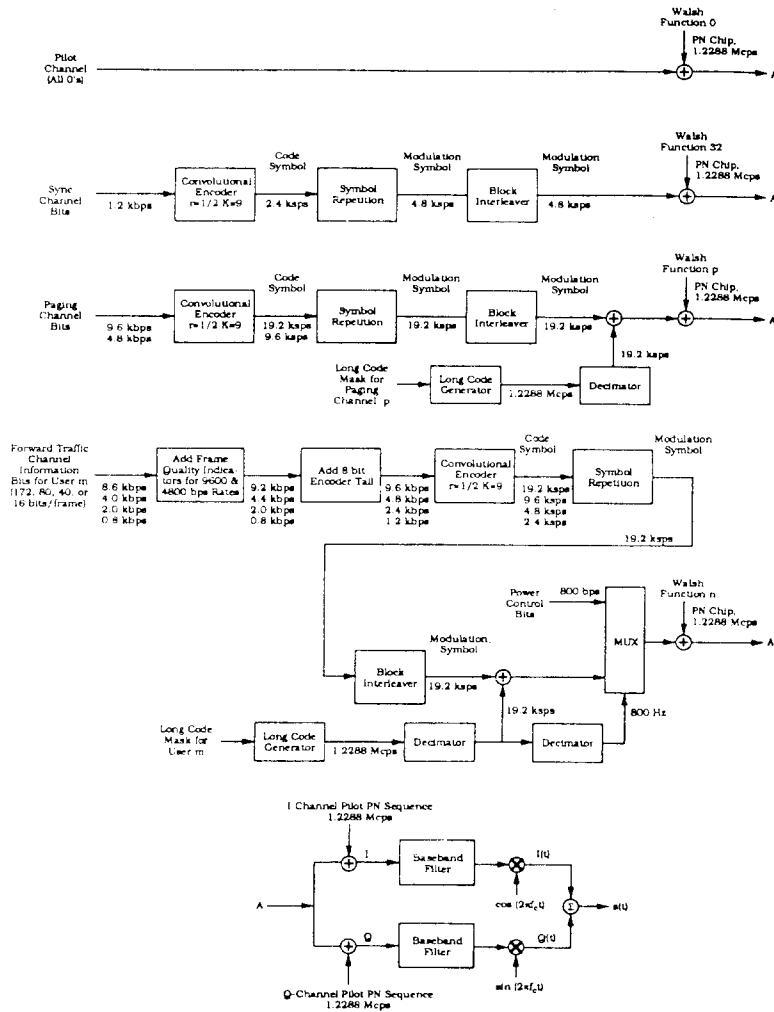 Walsh
Function 0
PN Chip,
1.2288 Mcps
Pilot
Channel
(All 0's)
A
Walsh
Function 32
PN Chip,
1.2288 Mcps
Code
Symbol
Modulation
Symbol
Modulation
Symbol
Sync
Channel
Bits
1.2 kbps
Convolutional
Encoder
r=1/2 K=9
2.4 ksps
Symbol
Repetition
4.8 ksps
Block
Interleaver
4.8 ksps
A
Walsh
Function p
PN Chip,
1.2288 Mcps
Code
Symbol
Modulation
Symbol
Modulation
Symbol
Paging
Channel
Bits
9.6 kbps
4.8 kbps
Convolutional
Encoder
r=1/2 K=9
19.2 ksps
9.6 ksps
Symbol
Repetition
19.2 ksps
Block
Interleaver
19.2 ksps
A
19.2 ksps
Long Code
Mask for
Paging
Channel p
Long Code
Generator
1.2288 Mcps
Decimator
Code
Symbol
Modulation
Symbol
Forward Traffic
Channel
Information
Bits for User m
(172, 80, 40, or
16 bits/frame)
8.6 kbps
4.0 kbps
2.0 kbps
0.8 kbps
Add Frame
Quality Indica-
tors for 9600 &
4800 bps Rates
9.2 kbps
4.4 kbps
2.0 kbps
0.8 kbps
Add 8 bit
Encoder Tail
9.6 kbps
4.8 kbps
2.4 kbps
1.2 kbps
Convolutional
Encoder
r=1/2 K=9
19.2 ksps
9.6 ksps
4.8 ksps
2.4 ksps
Symbol
Repetition
19.2 ksps
Power
Control
Bits
800 bps
MUX
Walsh
Function n
PN Chip,
1.2288 Mcps
A
Modulation
Symbol
Block
Interleaver
19.2 ksps
19.2 ksps
800 Hz
Long Code
Mask for
User m
Long Code
Generator
1.2288 Mcps
Decimator
Decimator
I Channel Pilot PN Sequence
1.2288 Mcps
I
Baseband
Filter
I(t)
cos (2πf_c t)
A
Σ
s(t)
Q
Baseband
Filter
Q(t)
sin (2πf_c t)
Q-Channel Pilot PN Sequence
1.2288 Mcps